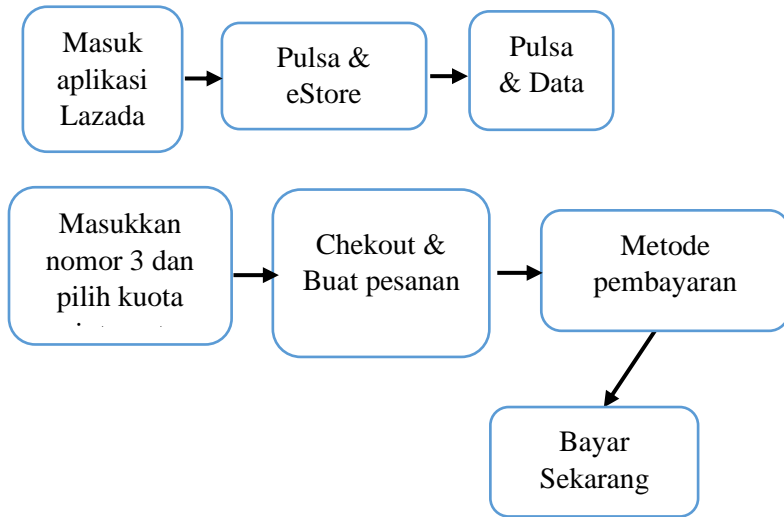 Masuk
aplikasi
Lazada
Pulsa &
eStore
Pulsa
& Data
Masukkan
nomor 3 dan
pilih kuota
Chekout &
Buat pesanan
Metode
pembayaran
Bayar
Sekarang